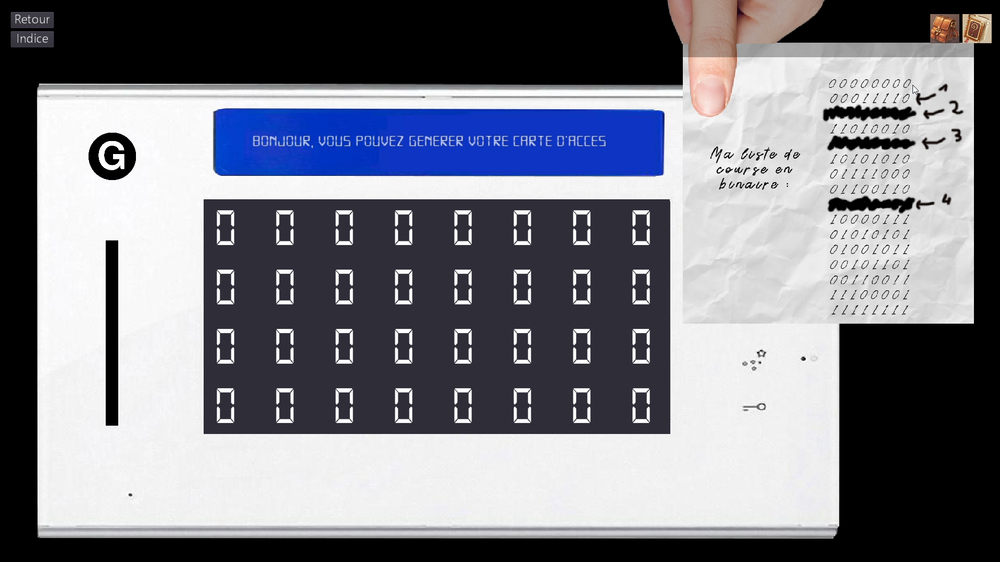 Retour
Indice
G
BONJOUR, VOUS POUVEZ GENERER VOTRE CARTE D'ACCES
0 0 0 0 0 0 0 0
0 0 0 0 0 0 0 0
0 0 0 0 0 0 0 0
0 0 0 0 0 0 0 0
Ma liste de
course en
binaire :
00000000
00011110 ← 1
← 2
11010010
← 3
10101010
01111000
01100110
← 4
10000111
01010101
01001011
00101101
00110011
11100001
11111111